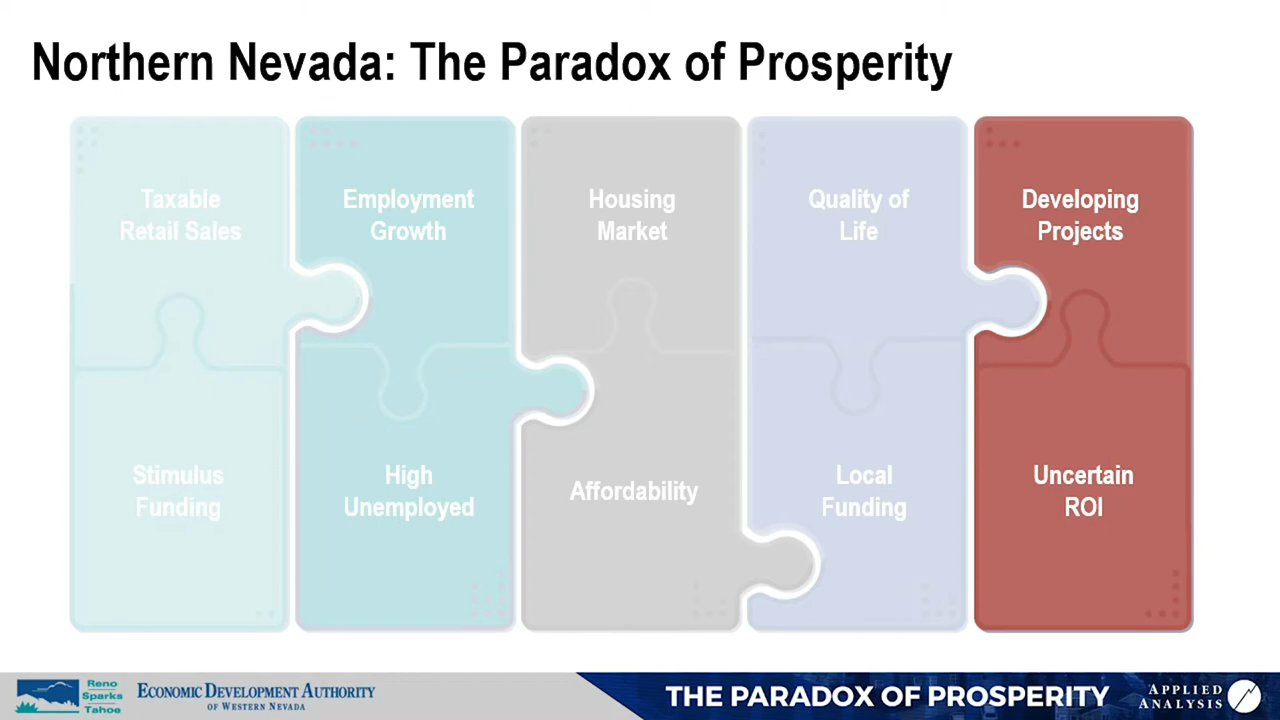 Northern Nevada: The Paradox of Prosperity
Taxable
Retail Sales
Employment
Growth
Housing
Market
Quality of
Life
Developing
Projects
Stimulus
Funding
High
Unemployed
Affordability
Local
Funding
Uncertain
ROI
Reno
Sparks
Tahoe
ECONOMIC DEVELOPMENT AUTHORITY
OF WESTERN NEVADA
THE PARADOX OF PROSPERITY
APPLIED
ANALYSIS